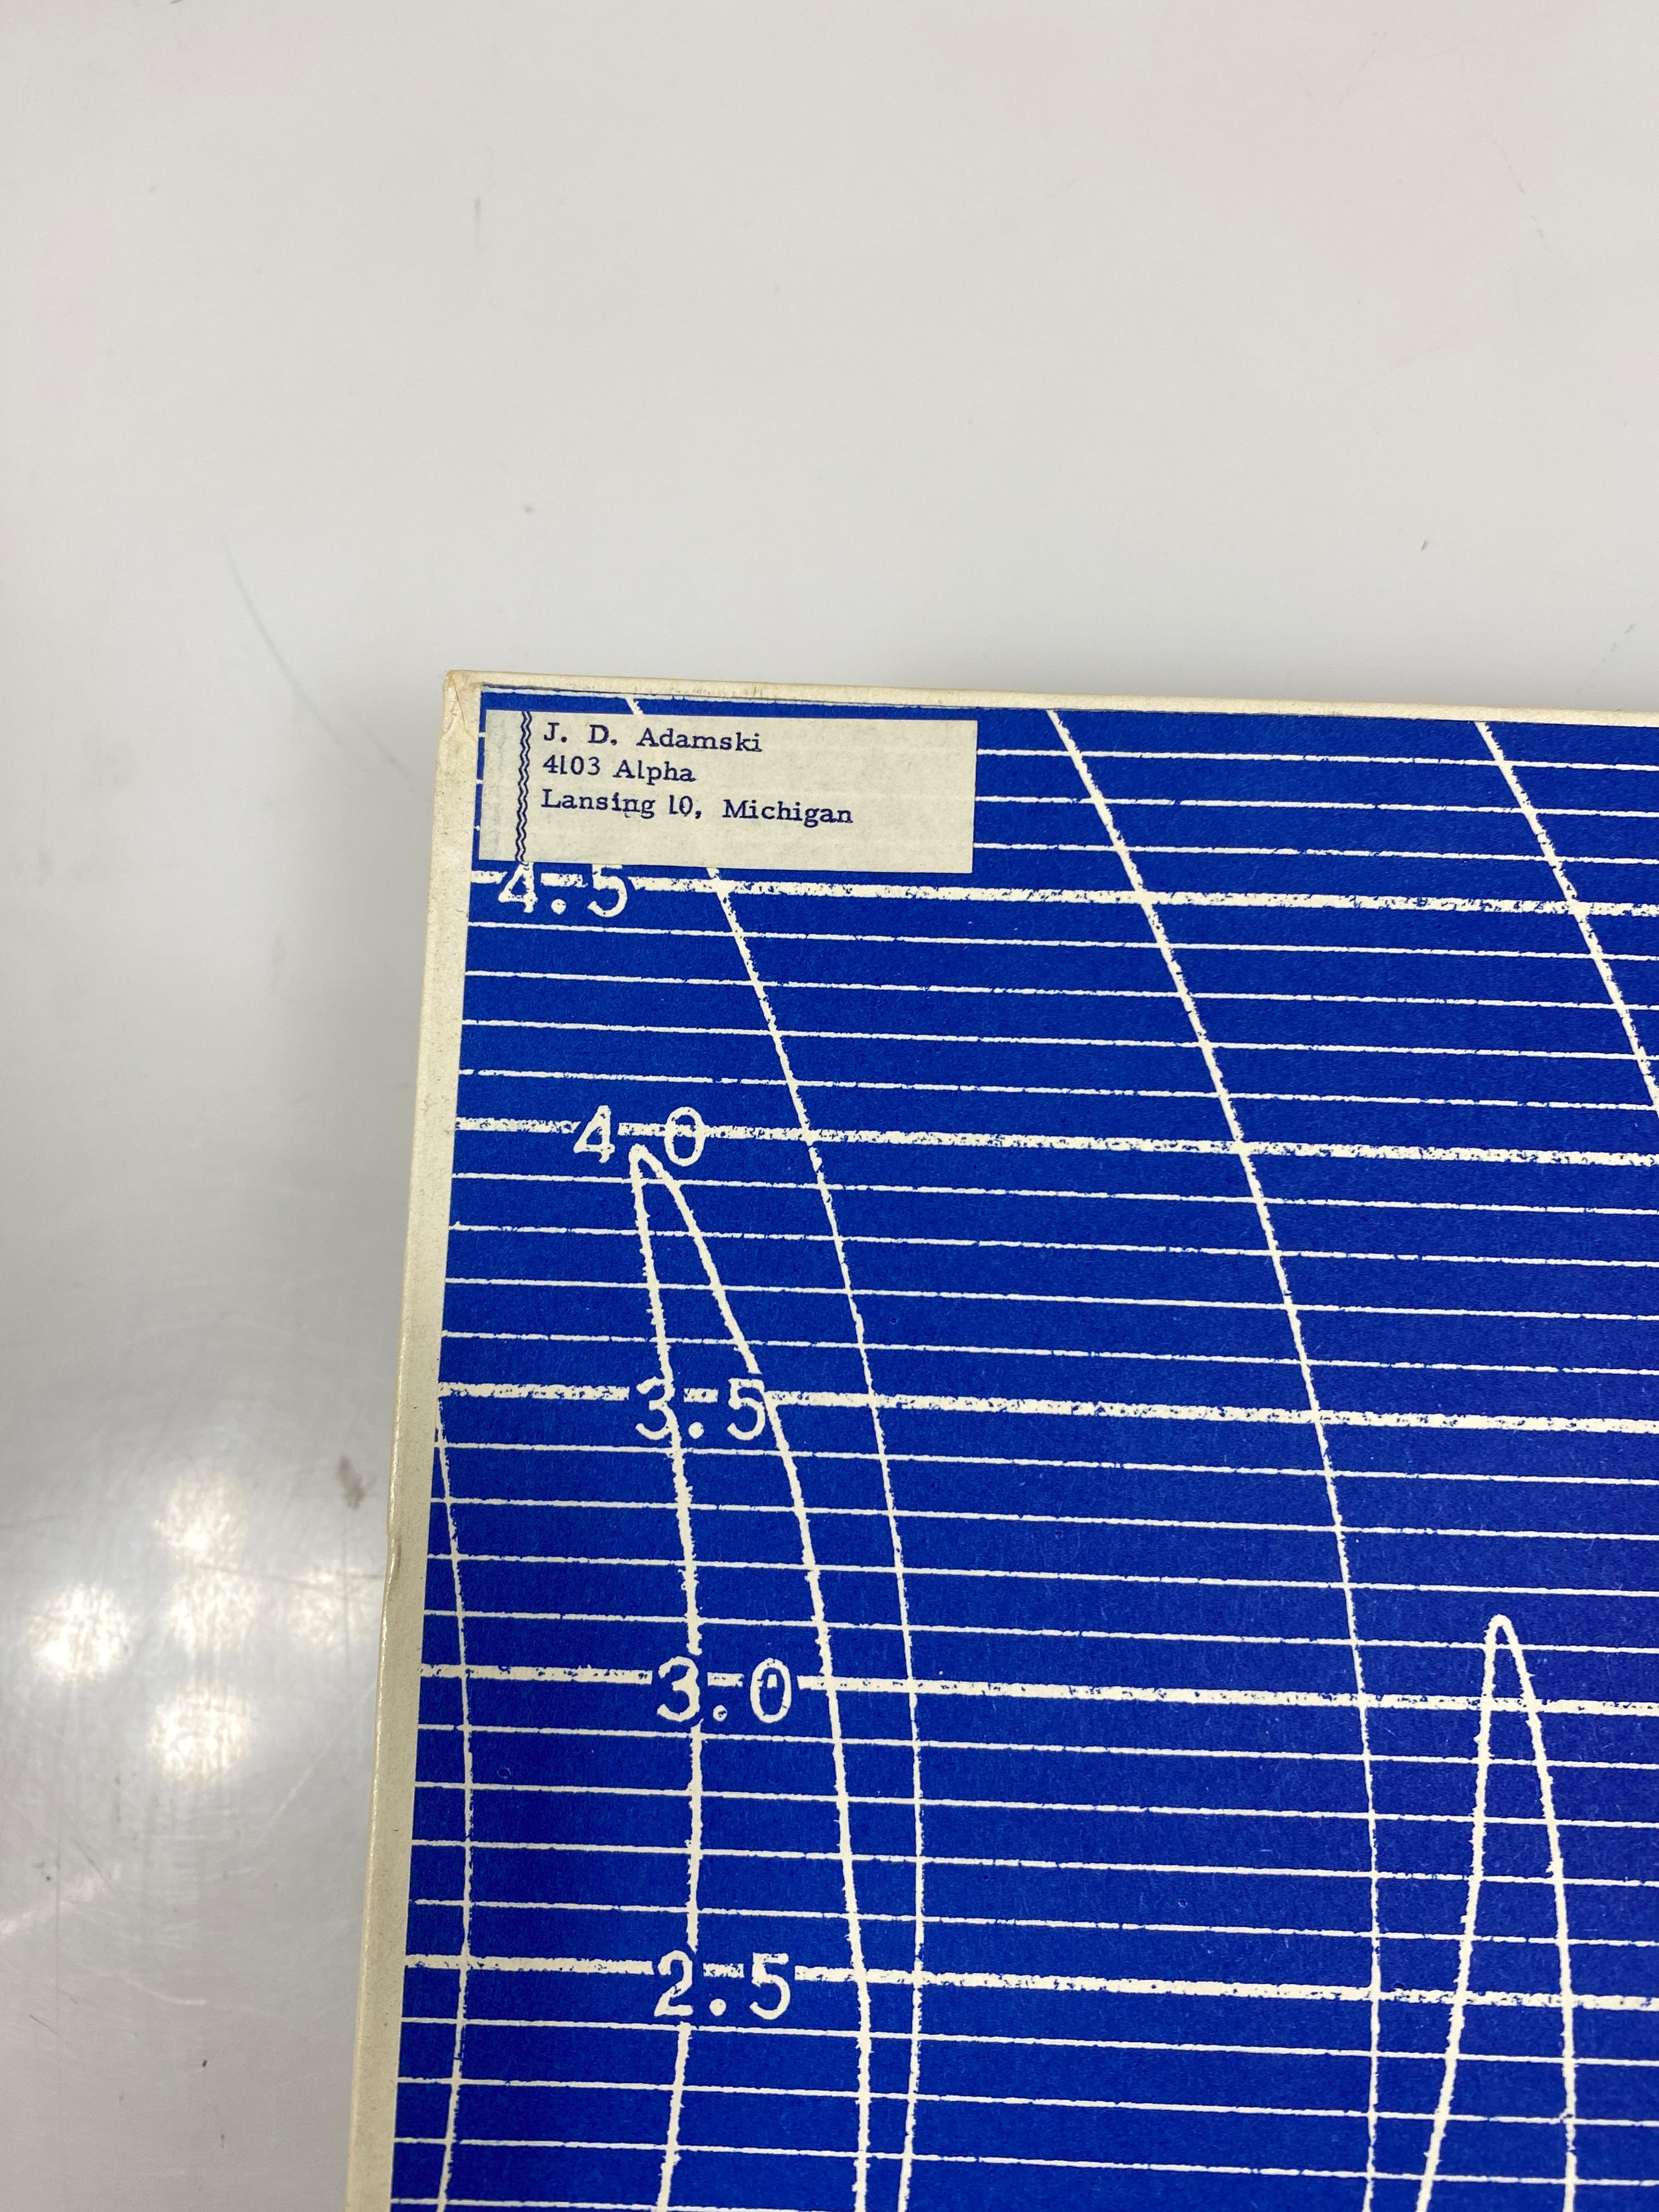 J. D. Adamski
4103 Alpha
Lansing 10, Michigan
4.5
4.0
3.5
3.0
2.5